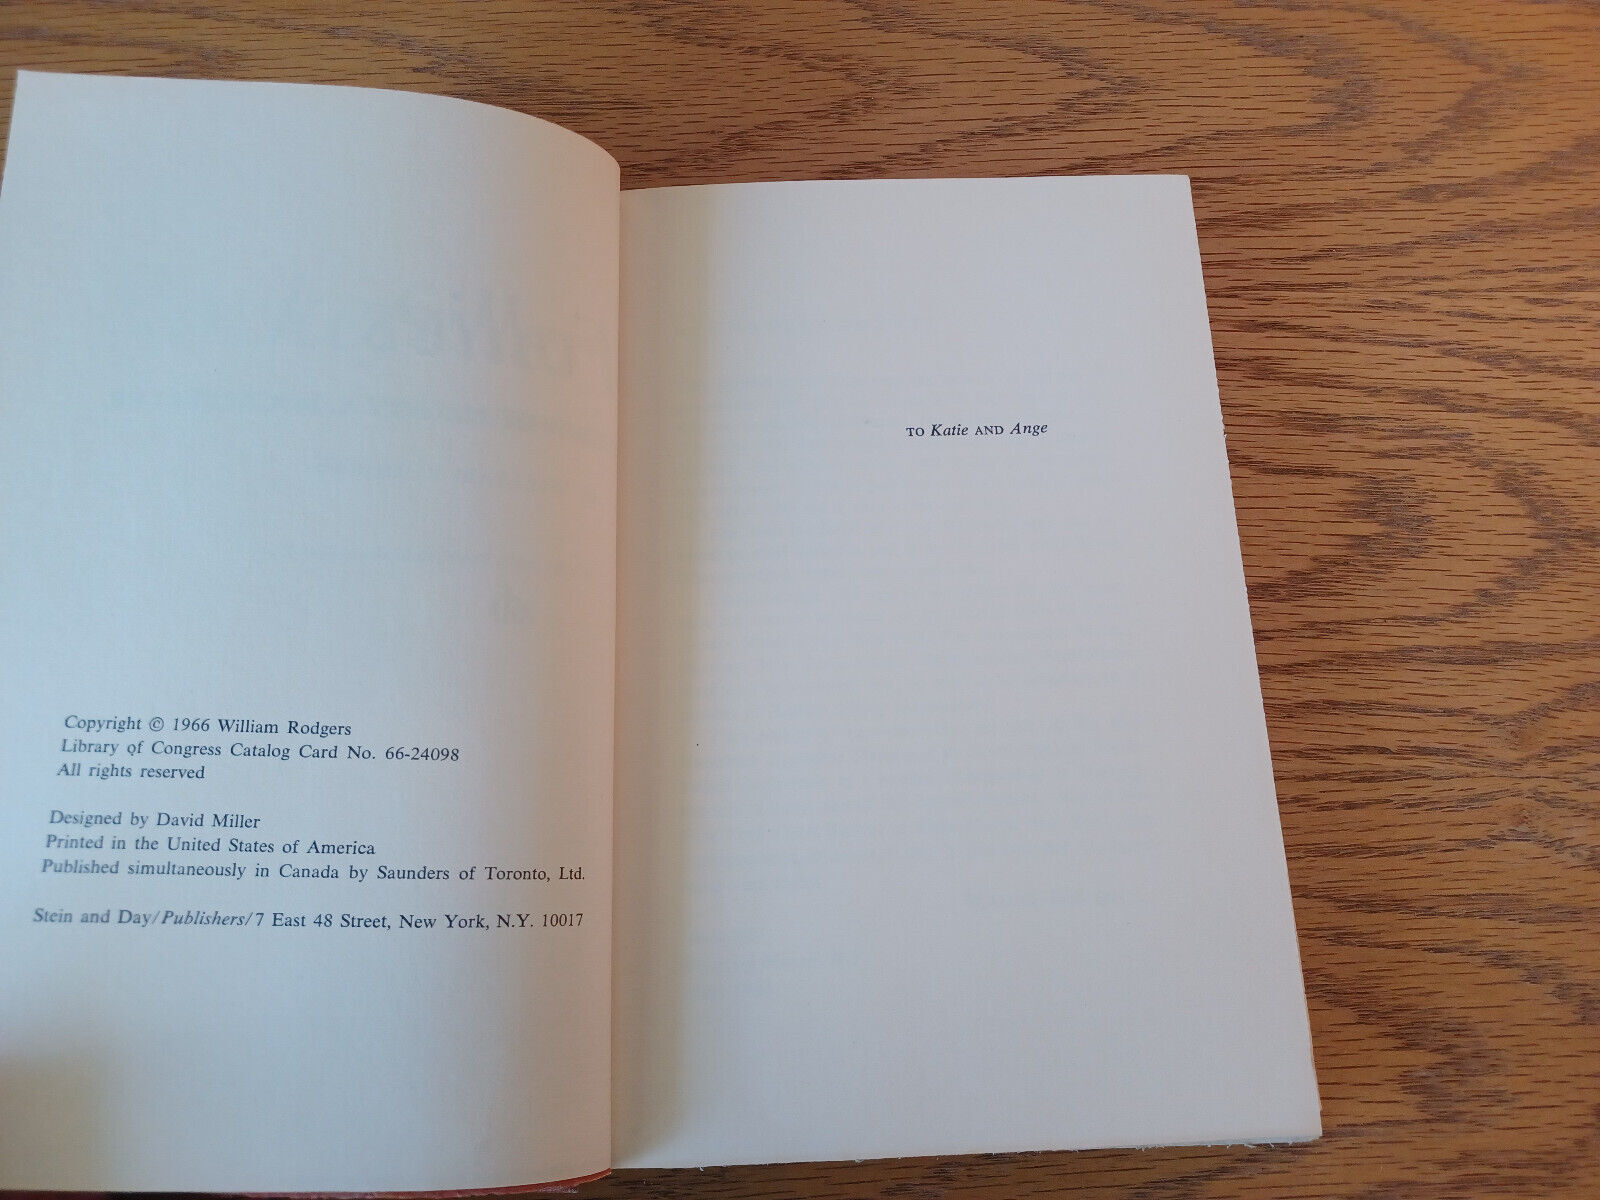 Copyright © 1966 William Rodgers
Library of Congress Catalog Card No. 66-24098
All rights reserved
Designed by David Miller
Printed in the United States of America
Published simultaneously in Canada by Saunders of Toronto, Ltd.
Stein and Day/Publishers/7 East 48 Street, New York, N.Y. 10017
TO Katie AND Ange